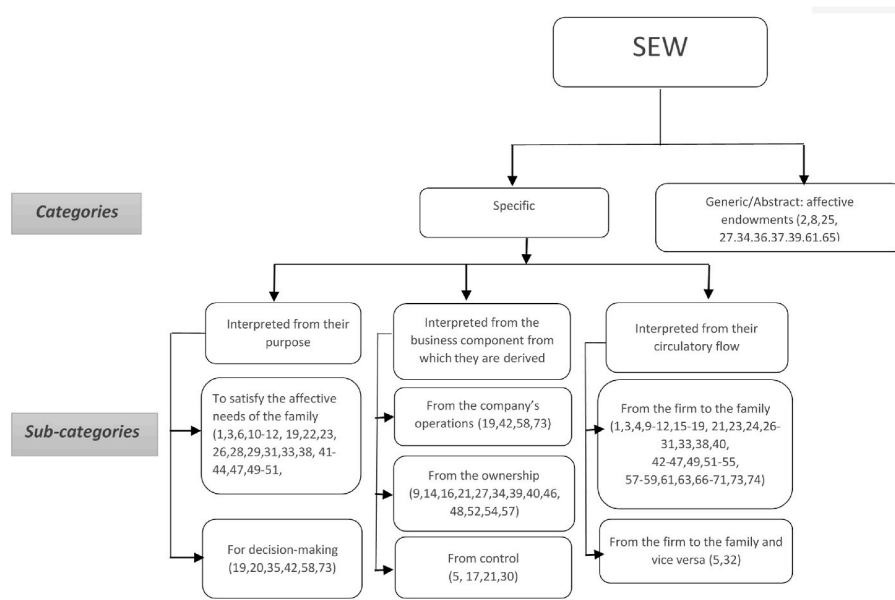 SEW
Categories
Specific
Generic/Abstract: affective
endowments (2,8,25,
27,34,36,37,39,61,65)
Interpreted from their
purpose
Interpreted from the
business component from
which they are derived
Interpreted from their
circulatory flow
Sub-categories
To satisfy the affective
needs of the family
(1,3,6,10-12, 19,22,23,
26,28,29,31,33,38, 41-
44,47,49-51,
From the company's
operations (19,42,58,73)
From the firm to the family
(1,3,4,9-12,15-19, 21,23,24,26-
31,33,38,40,
42-47,49,51-55,
57-59,61,63,66-71,73,74)
From the ownership
(9,14,16,21,27,34,39,40,46,
48,52,54,57)
For decision-making
(19,20,35,42,58,73)
From control
(5, 17,21,30)
From the firm to the family and
vice versa (5,32)